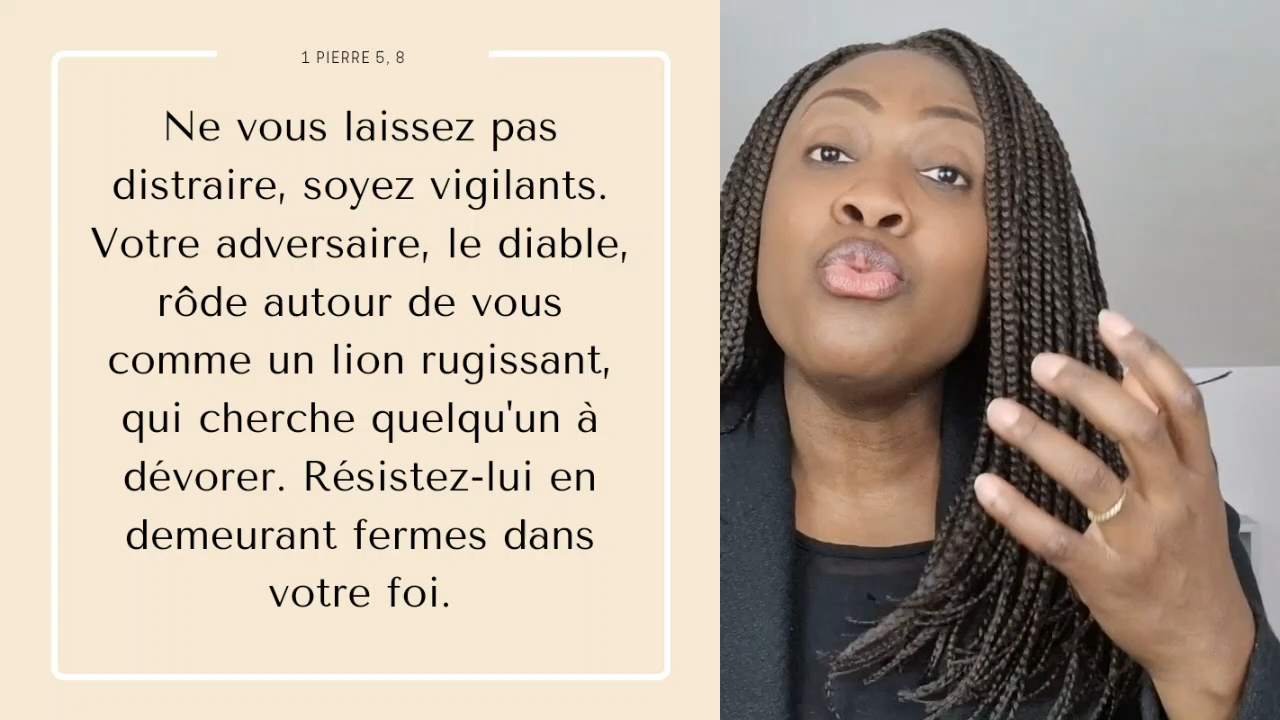 1 PIERRE 5, 8
Ne vous laissez pas
distraire, soyez vigilants.
Votre adversaire, le diable,
rôde autour de vous
comme un lion rugissant,
qui cherche quelqu'un à
dévorer. Résistez-lui en
demeurant fermes dans
votre foi.